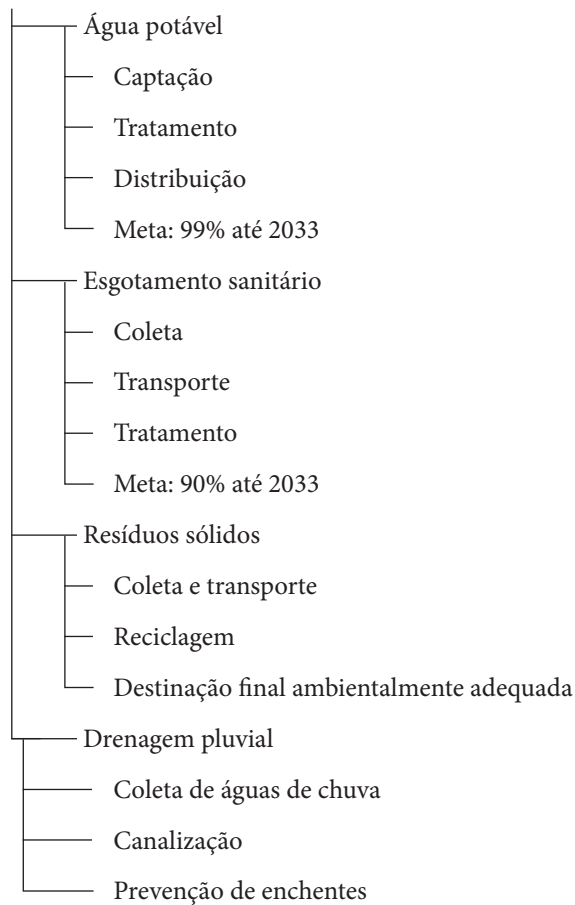 Água potável
Captação
Tratamento
Distribuição
Meta: 99% até 2033
Esgotamento sanitário
Coleta
Transporte
Tratamento
Meta: 90% até 2033
Resíduos sólidos
Coleta e transporte
Reciclagem
Destinação final ambientalmente adequada
Drenagem pluvial
Coleta de águas de chuva
Canalização
Prevenção de enchentes